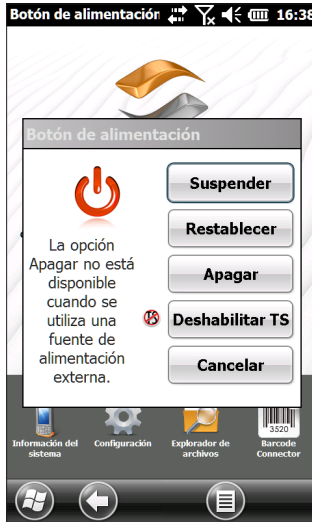 Botón de alimentación 16:38
Botón de alimentación
La opción
Apagar no está
disponible
cuando se
utiliza una
fuente de
alimentación
externa.
Suspender
Restablecer
Apagar
TS
Deshabilitar TS
Cancelar
Información del
sistema
Configuración
Explorador de
archivos
3520
Barcode
Connector